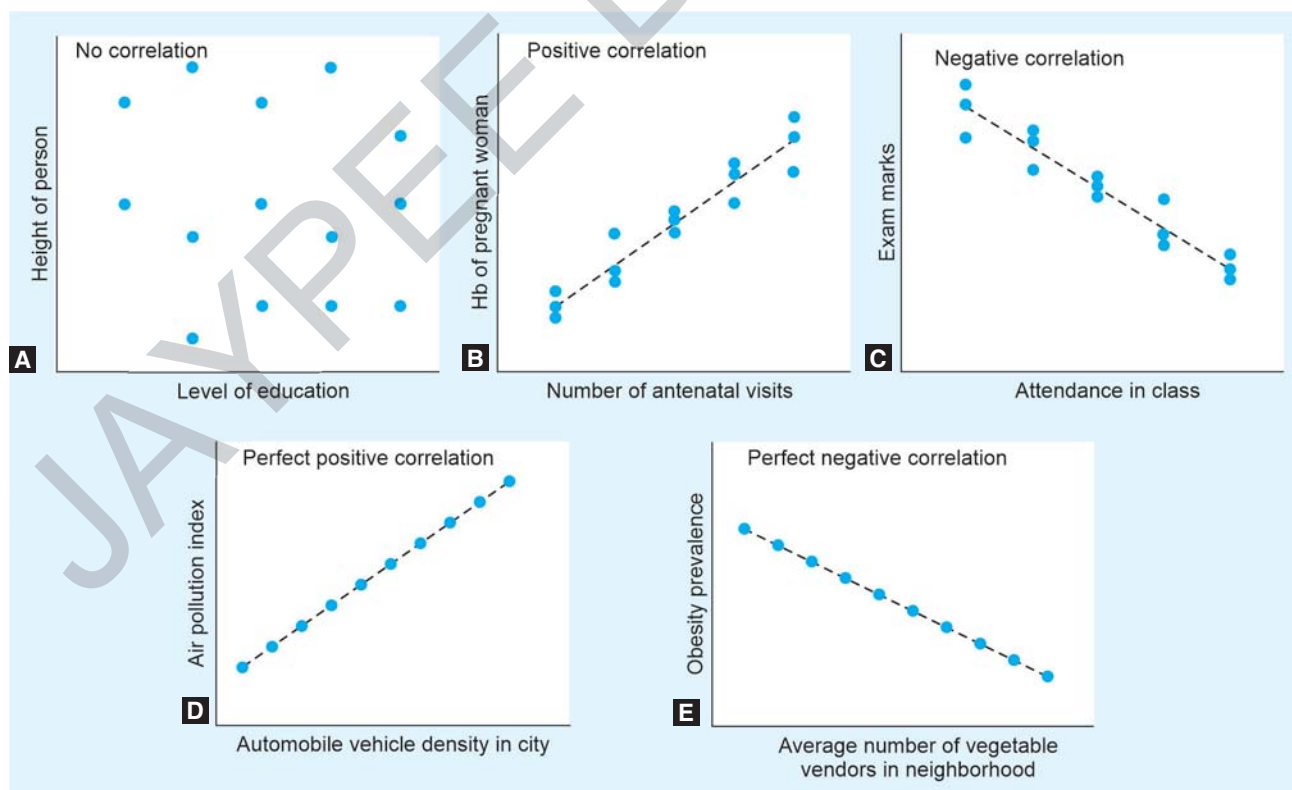 No correlation
Height of person
A
Level of education
Positive correlation
Hb of pregnant woman
B
Number of antenatal visits
Negative correlation
Exam marks
C
Attendance in class
Perfect positive correlation
Air pollution index
D
Automobile vehicle density in city
Perfect negative correlation
Obesity prevalence
E
Average number of vegetable
vendors in neighborhood
JAYPEE